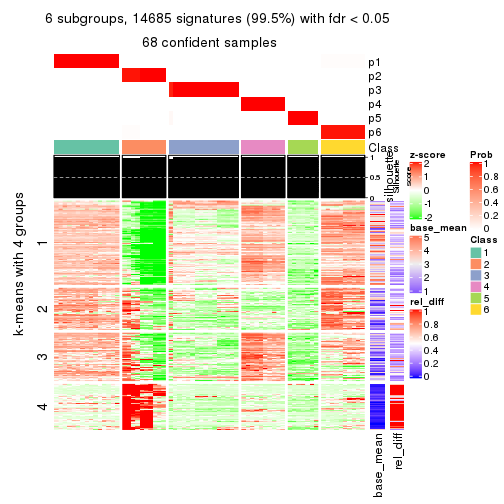 6 subgroups, 14685 signatures (99.5%) with fdr < 0.05
68 confident samples
p1
p2
p3
p4
p5
p6
Class
1
0.5
0
silhouette
Silhouette
score
k-means with 4 groups
1
2
3
4
base_mean
rel_diff
z-score
2
1
0
-1
-2
base_mean
5
4
3
2
1
rel_diff
1
0.8
0.6
0.4
0.2
0
Prob
1
0.8
0.6
0.4
0.2
0
Class
1
2
3
4
5
6